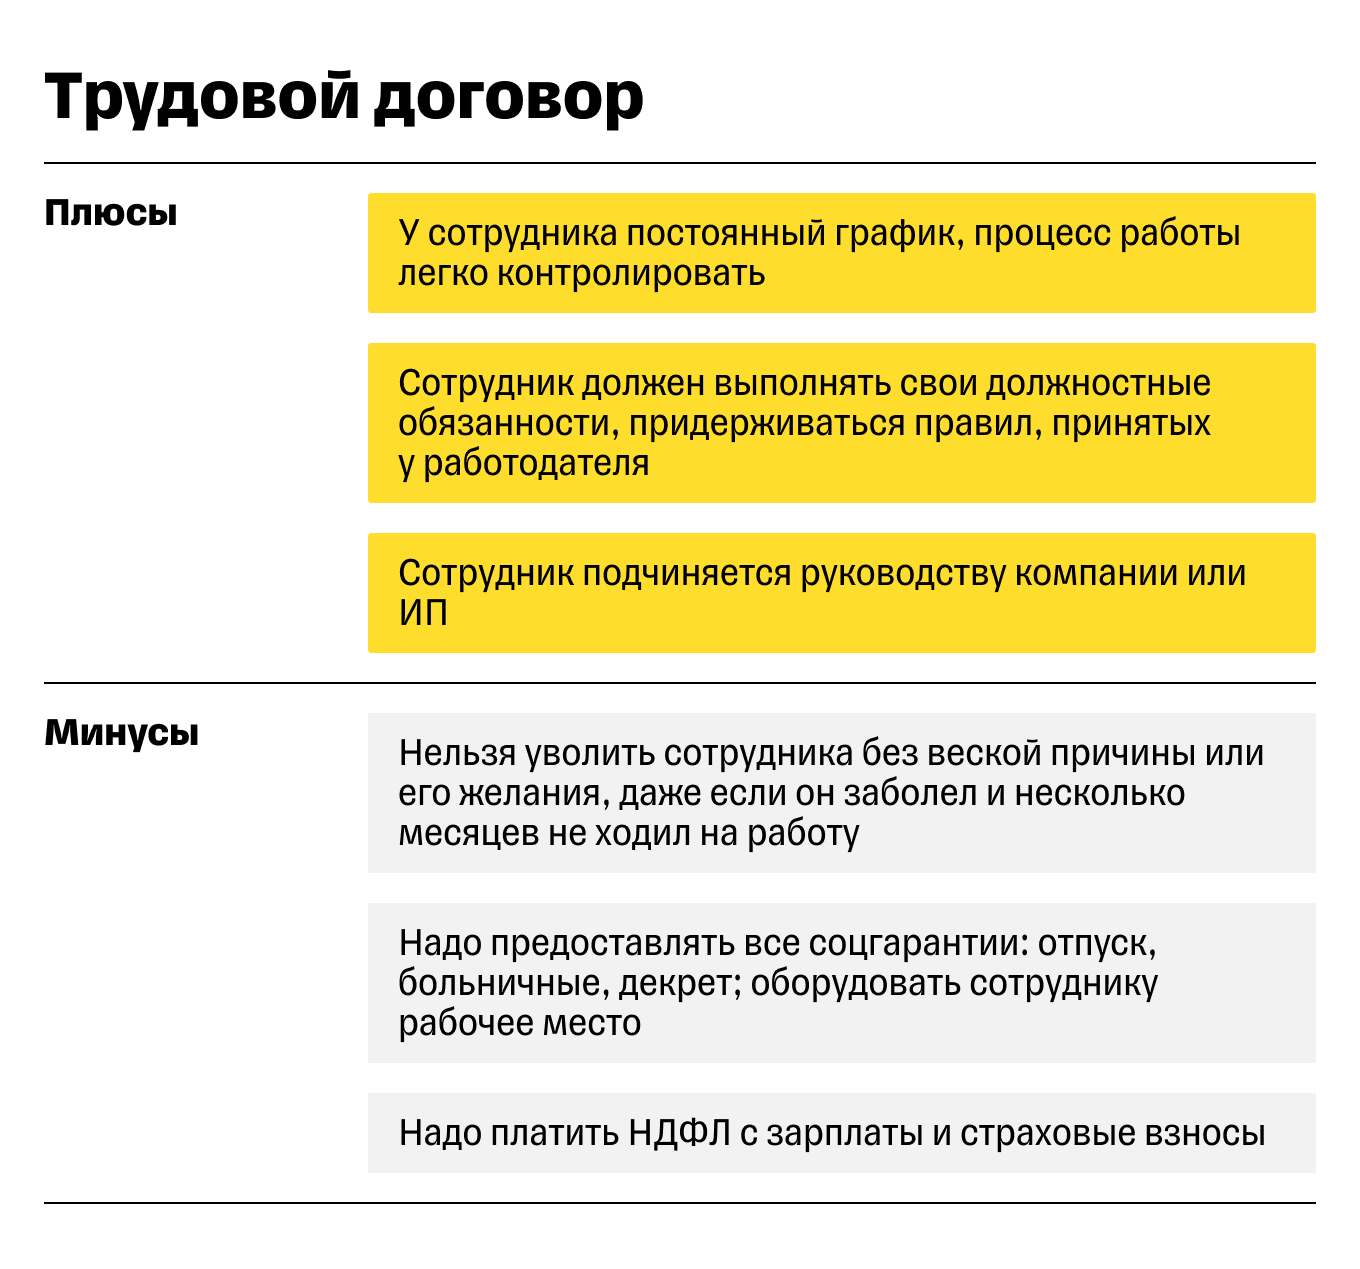 Трудовой договор
Плюсы
У сотрудника постоянный график, процесс работы
легко контролировать
Сотрудник должен выполнять свои должностные
обязанности, придерживаться правил, принятых
у работодателя
Сотрудник подчиняется руководству компании или
ИП
Минусы
Нельзя уволить сотрудника без веской причины или
его желания, даже если он заболел и несколько
месяцев не ходил на работу
Надо предоставлять все соцгарантии: отпуск,
больничные, декрет; оборудовать сотруднику
рабочее место
Надо платить НДФЛ с зарплаты и страховые взносы